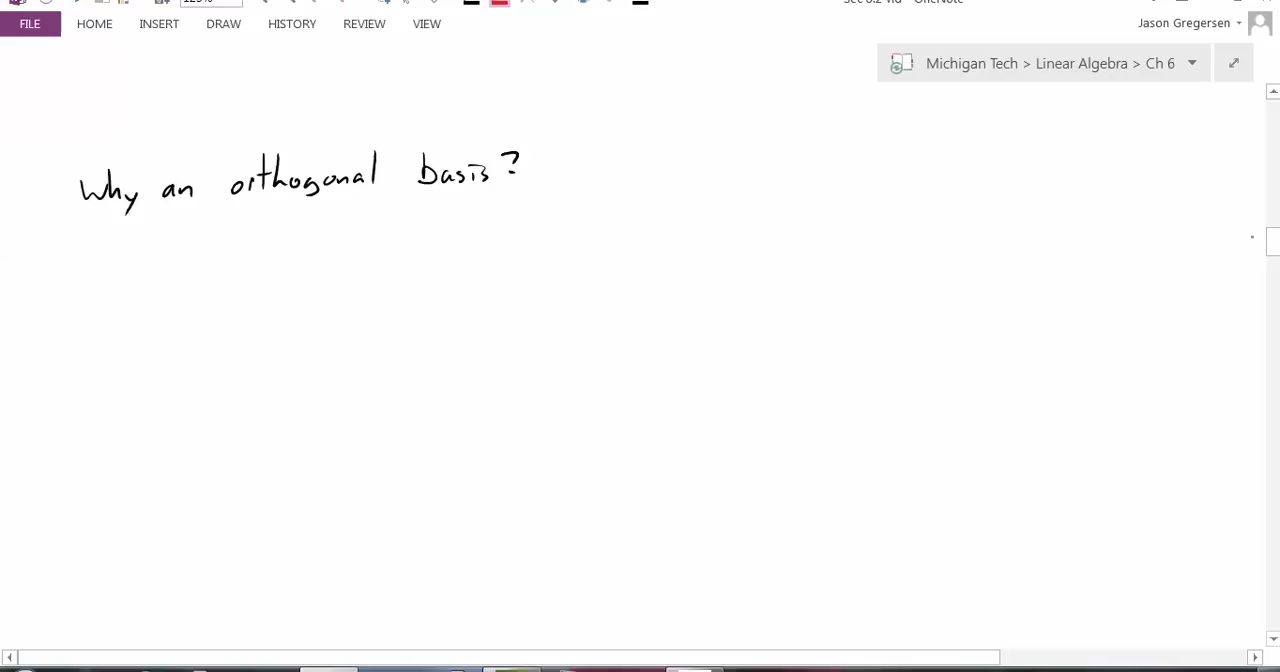 FILE HOME INSERT DRAW HISTORY REVIEW VIEW Jason Gregersen
Michigan Tech > Linear Algebra > Ch 6
Why an orthogonal basis?